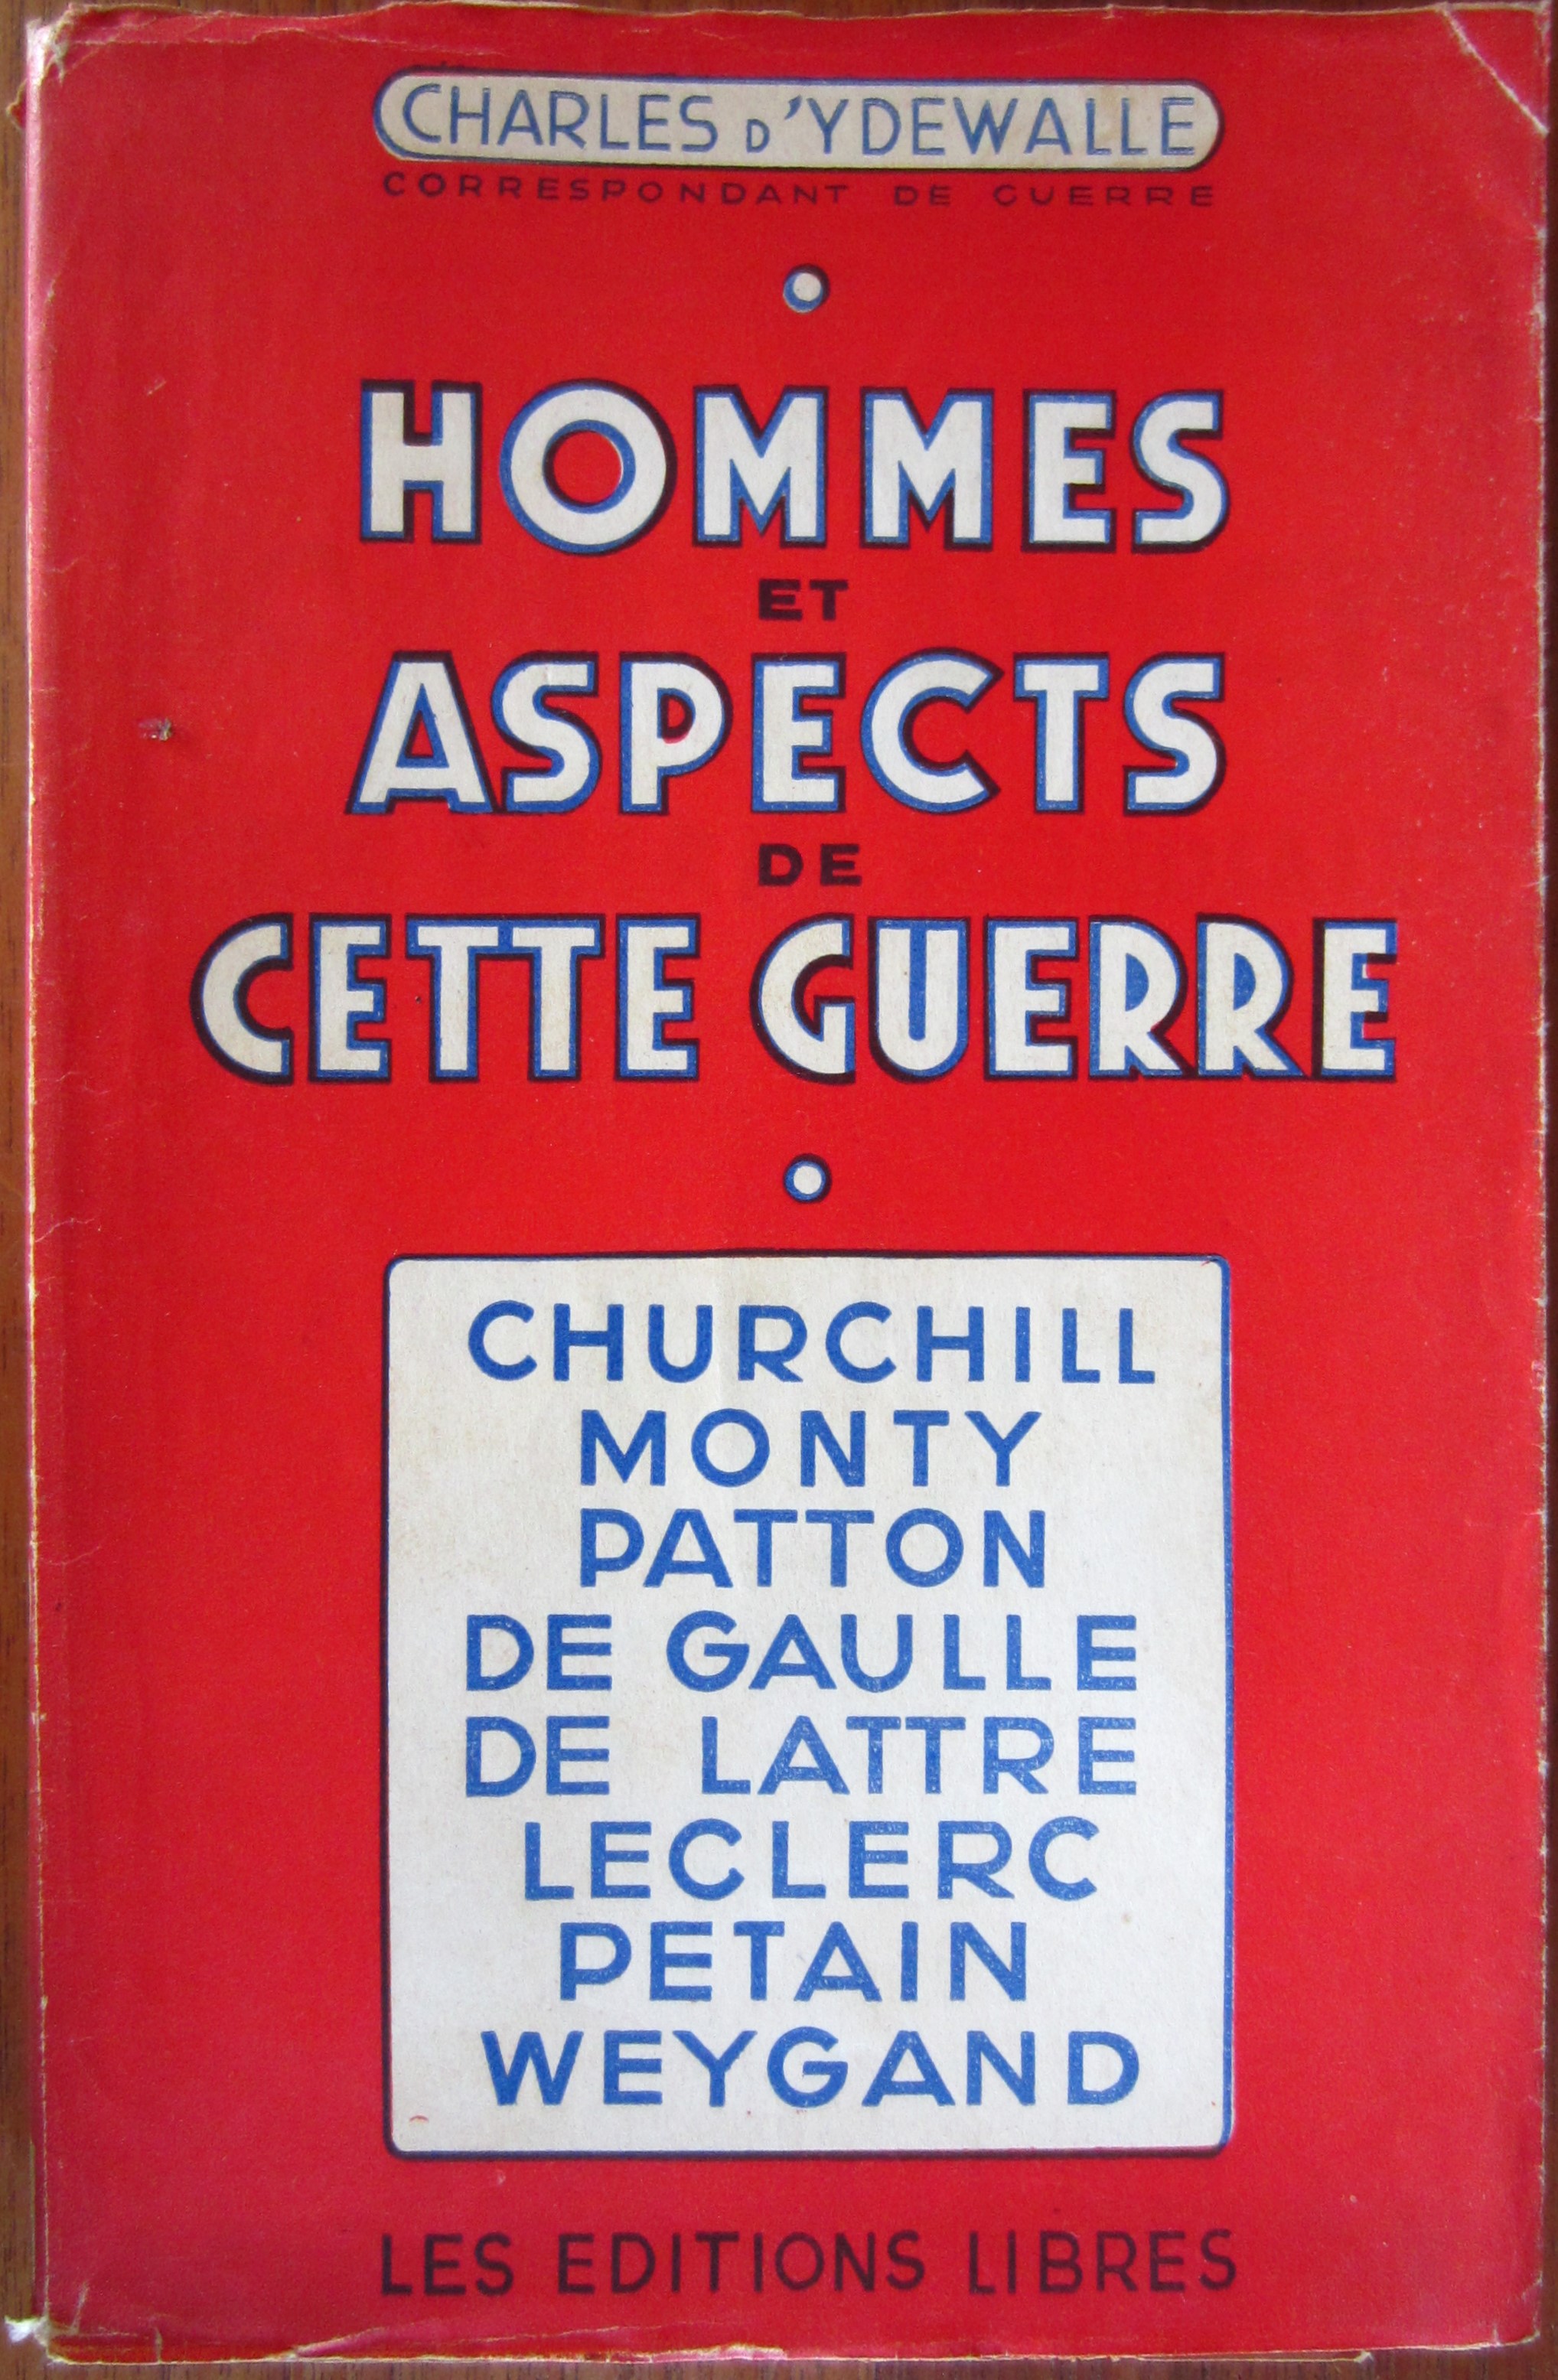 CHARLES D'YDEWALLE
CORRESPONDANT DE GUERRE
HOMMES
ET
ASPECTS
DE
CETTE GUERRE
CHURCHILL
MONTY
PATTON
DE GAULLE
DE LATTRE
LECLERC
PETAIN
WEYGAND
LES EDITIONS LIBRES